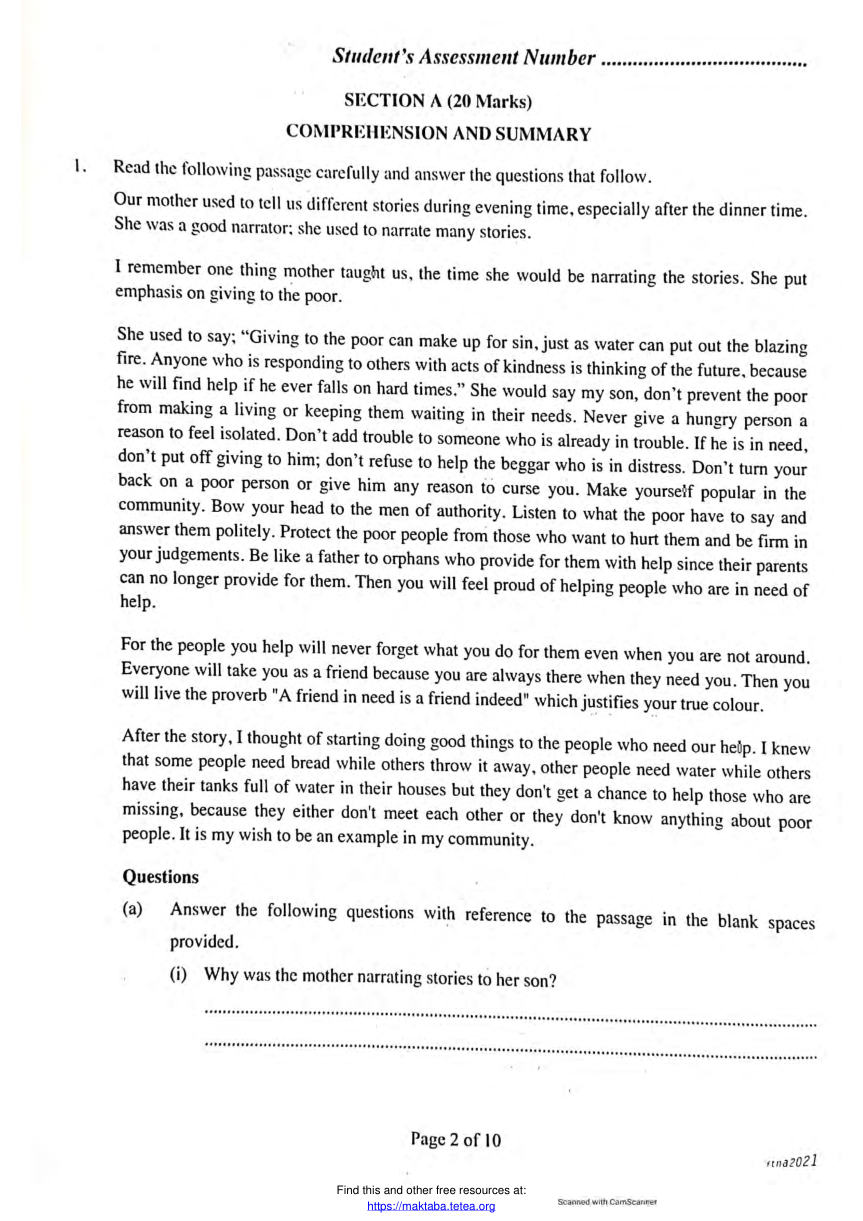 Student's Assessment Number ........................................
SECTION A (20 Marks)
COMPREHENSION AND SUMMARY
1. Read the following passage carefully and answer the questions that follow.
Our mother used to tell us different stories during evening time, especially after the dinner time.
She was a good narrator; she used to narrate many stories.
I remember one thing mother taught us, the time she would be narrating the stories. She put
emphasis on giving to the poor.
She used to say; “Giving to the poor can make up for sin, just as water can put out the blazing
fire. Anyone who is responding to others with acts of kindness is thinking of the future, because
he will find help if he ever falls on hard times.” She would say my son, don't prevent the poor
from making a living or keeping them waiting in their needs. Never give a hungry person a
reason to feel isolated. Don't add trouble to someone who is already in trouble. If he is in need,
don't put off giving to him; don't refuse to help the beggar who is in distress. Don't turn your
back on a poor person or give him any reason to curse you. Make yourself popular in the
community. Bow your head to the men of authority. Listen to what the poor have to say and
answer them politely. Protect the poor people from those who want to hurt them and be firm in
your judgements. Be like a father to orphans who provide for them with help since their parents
can no longer provide for them. Then you will feel proud of helping people who are in need of
help.
For the people you help will never forget what you do for them even when you are not around.
Everyone will take you as a friend because you are always there when they need you. Then you
will live the proverb "A friend in need is a friend indeed" which justifies your true colour.
After the story, I thought of starting doing good things to the people who need our help. I knew
that some people need bread while others throw it away, other people need water while others
have their tanks full of water in their houses but they don't get a chance to help those who are
missing, because they either don't meet each other or they don't know anything about poor
people. It is my wish to be an example in my community.
Questions
(a) Answer the following questions with reference to the passage in the blank spaces
provided.
(i) Why was the mother narrating stories to her son?
........................................................................................................
........................................................................................................
Page 2 of 10
ftna2021
Find this and other free resources at:
https://maktaba.tetea.org
Scanned with CamScanner